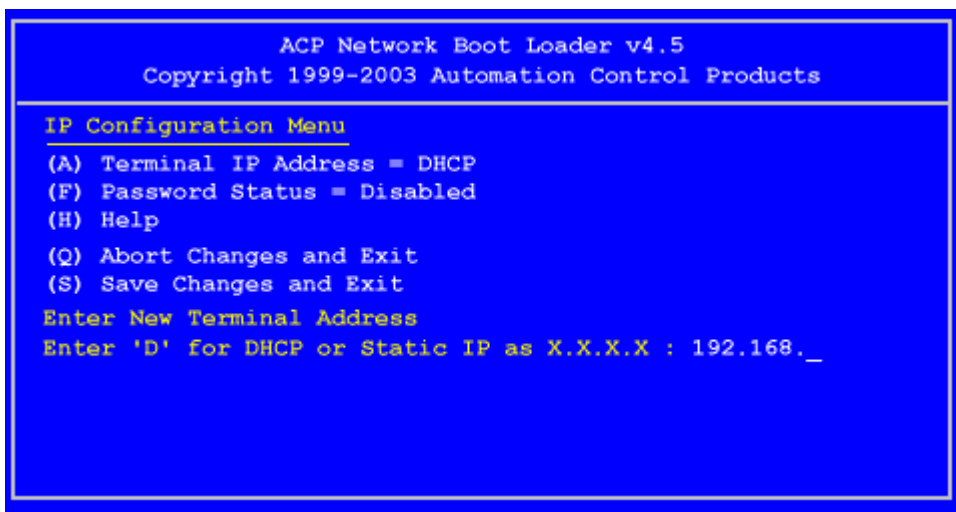 ACP Network Boot Loader v4.5
Copyright 1999-2003 Automation Control Products
IP Configuration Menu
(A) Terminal IP Address = DHCP
(F) Password Status = Disabled
(H) Help
(Q) Abort Changes and Exit
(S) Save Changes and Exit
Enter New Terminal Address
Enter 'D' for DHCP or Static IP as X.X.X.X : 192.168._